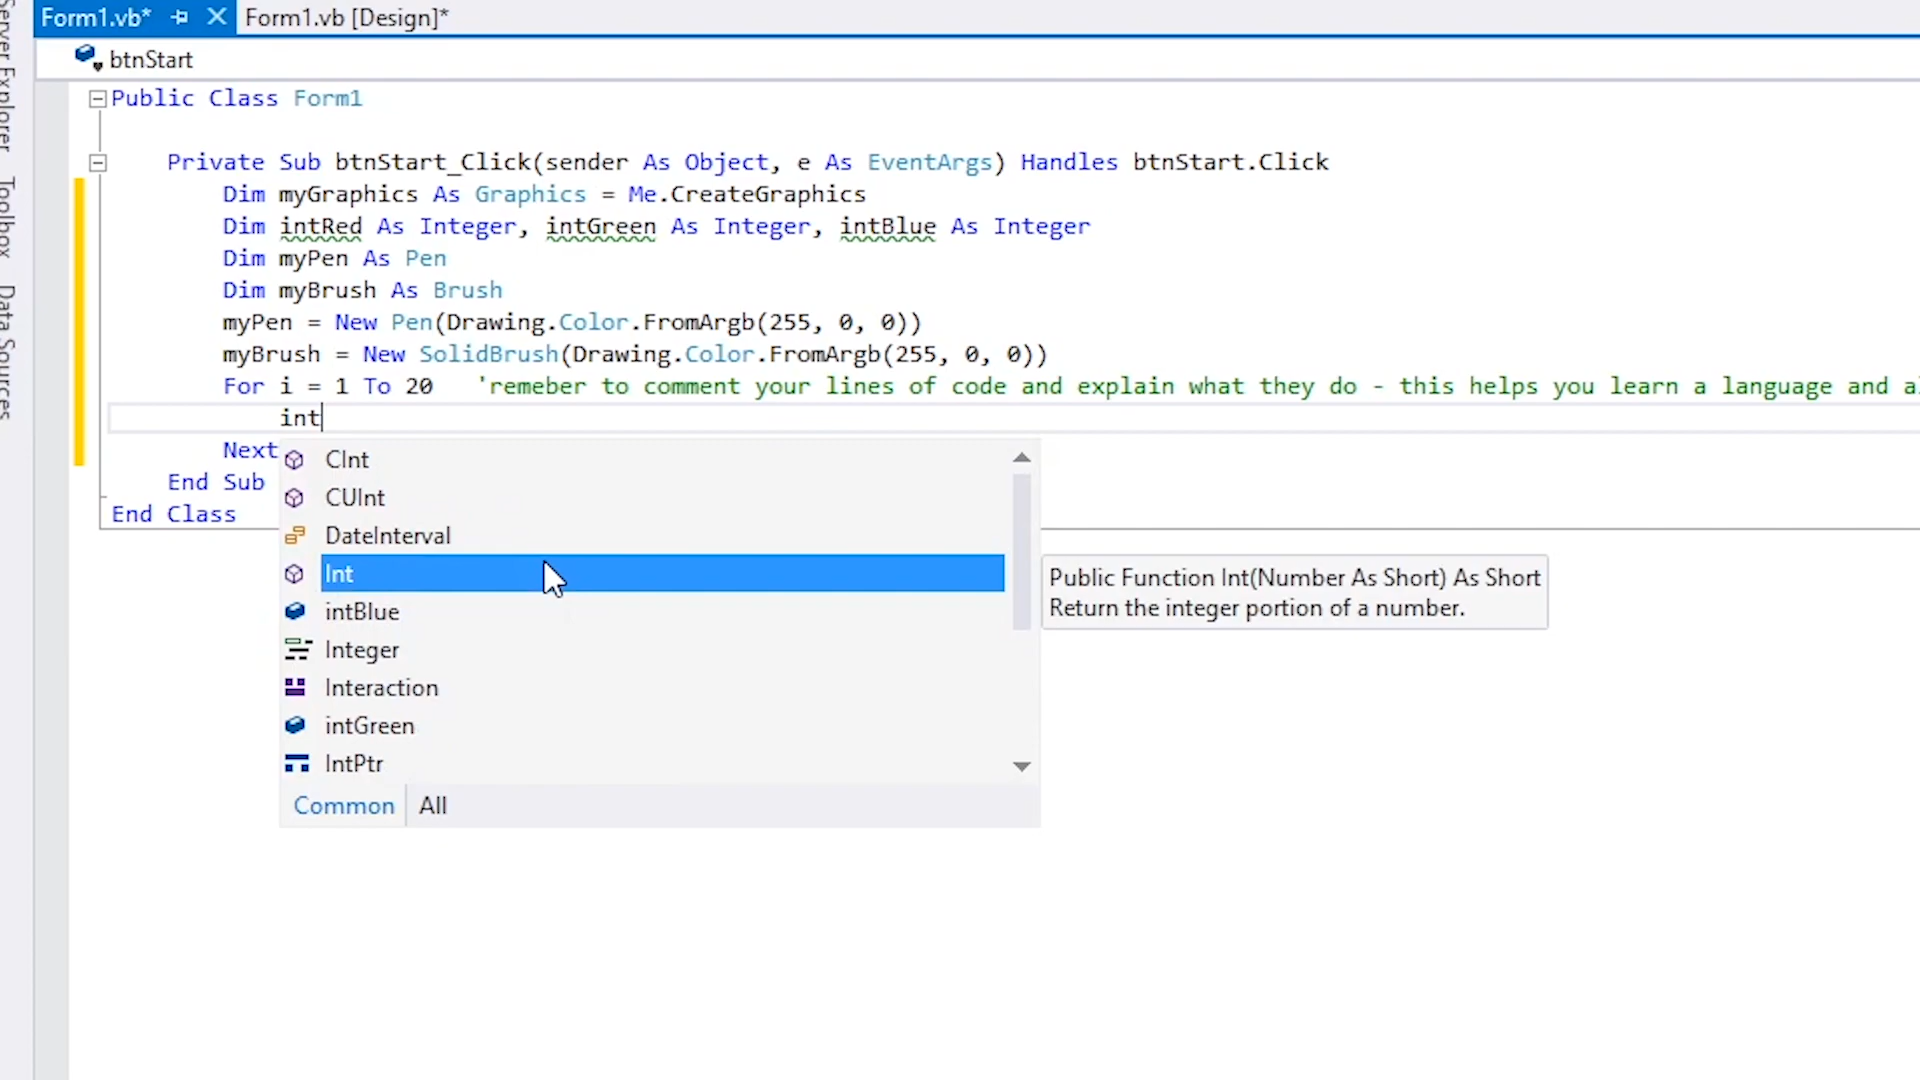 Form1.vb* Form1.vb [Design]*
btnStart
Server Explorer
Toolbox
Data Sources
Public Class Form1
Private Sub btnStart_Click(sender As Object, e As EventArgs) Handles btnStart.Click
Dim myGraphics As Graphics = Me.CreateGraphics
Dim intRed As Integer, intGreen As Integer, intBlue As Integer
Dim myPen As Pen
Dim myBrush As Brush
myPen = New Pen(Drawing.Color.FromArgb(255, 0, 0))
myBrush = New SolidBrush(Drawing.Color.FromArgb(255, 0, 0))
For i = 1 To 20 'remeber to comment your lines of code and explain what they do - this helps you learn a language and
int
Next
End Sub
End Class
CInt
CUInt
DateInterval
Int
intBlue
Integer
Interaction
intGreen
IntPtr
Common All
Public Function Int(Number As Short) As Short
Return the integer portion of a number.